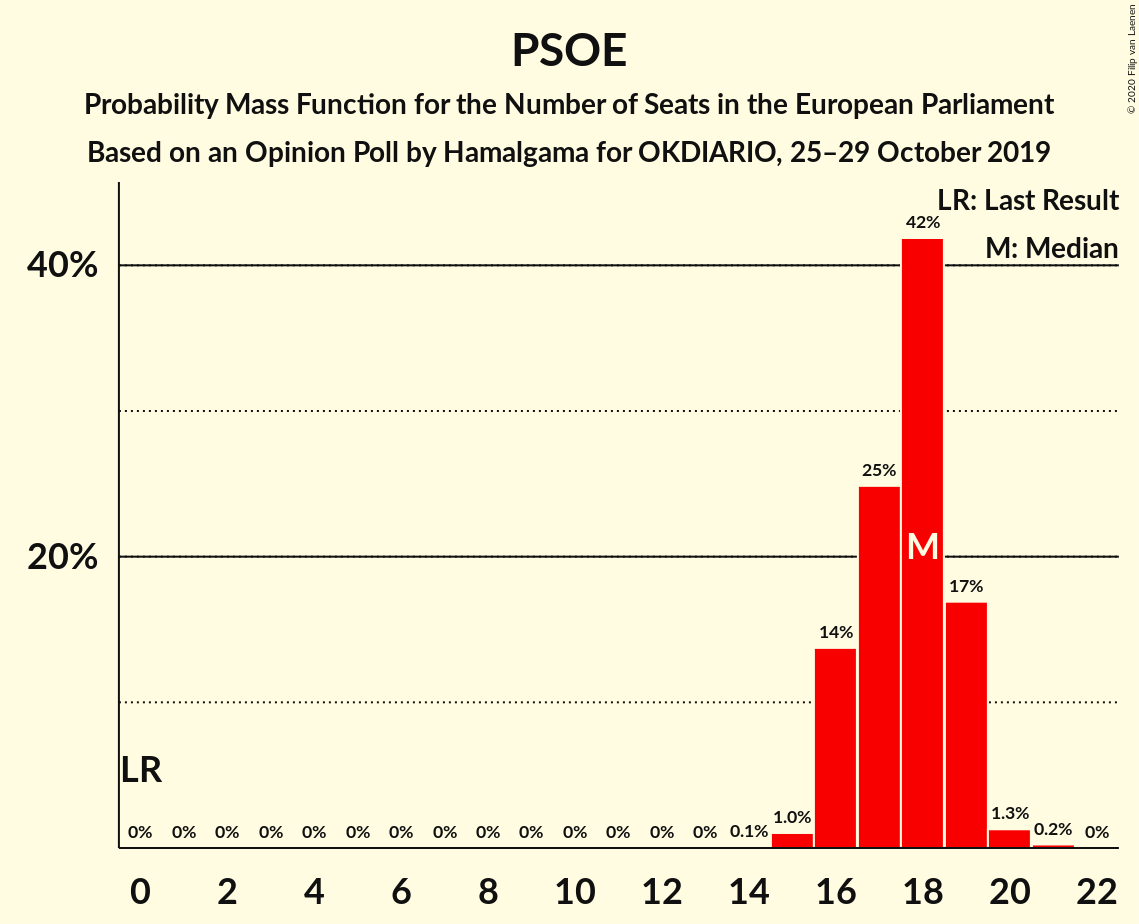 PSOE
Probability Mass Function for the Number of Seats in the European Parliament
Based on an Opinion Poll by Hamalgama for OKDIARIO, 25–29 October 2019
© 2020 Filip van Laenen
LR: Last Result
M: Median
40%
20%
42%
25%
M
17%
14%
LR
0% 0% 0% 0% 0% 0% 0% 0% 0% 0% 0% 0% 0% 0% 0.1% 1.0% 1.3% 0.2% 0%
0 2 4 6 8 10 12 14 16 18 20 22